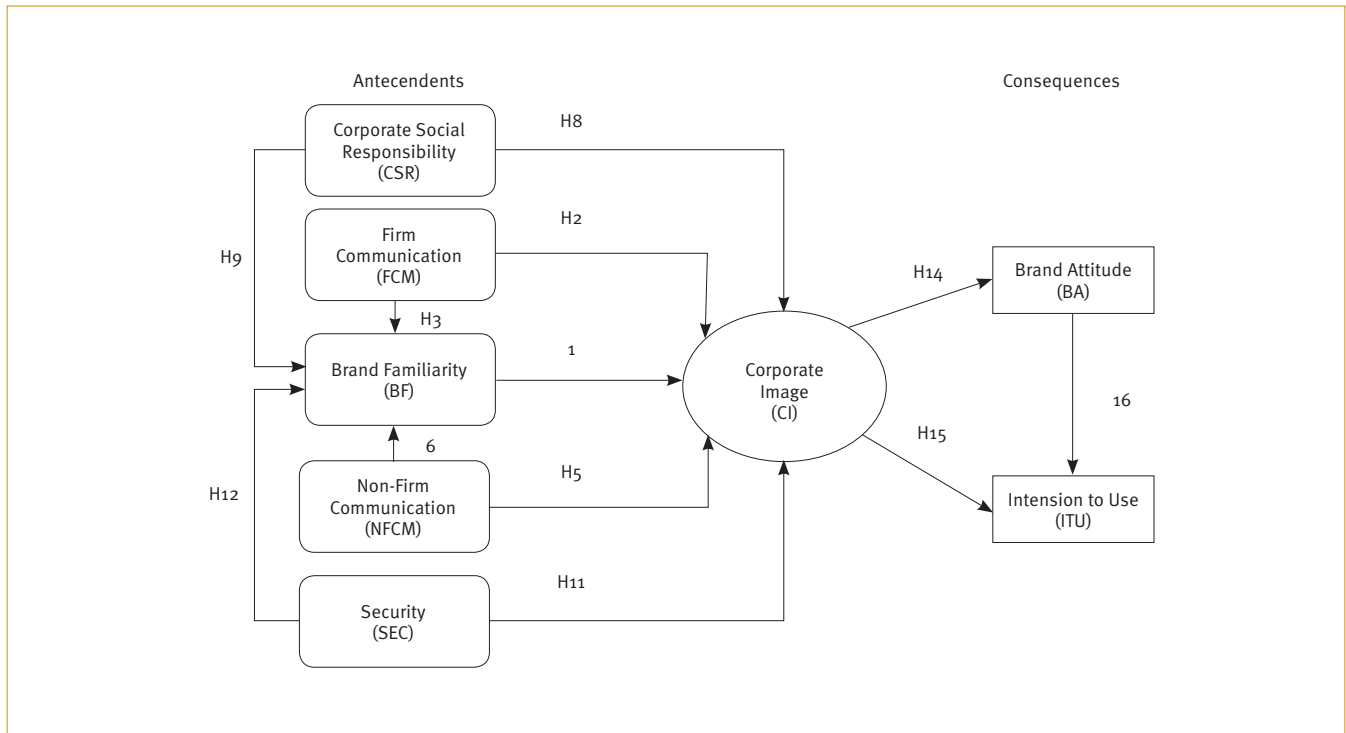 Antecendents
Consequences
Corporate Social
Responsibility
(CSR)
H8
Firm
Communication
(FCM)
H2
H9
H3
Brand Familiarity
(BF)
1
Corporate
Image
(CI)
H14
Brand Attitude
(BA)
16
H15
Intension to Use
(ITU)
6
Non-Firm
Communication
(NFCM)
H5
H12
H11
Security
(SEC)